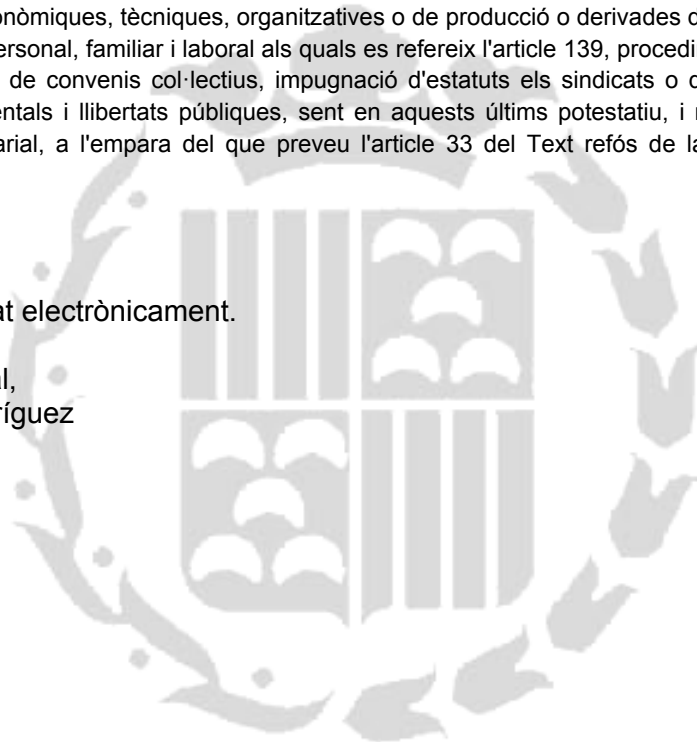 onòmiques, tècniques, organitzatives o de producció o derivades d
ersonal, familiar i laboral als quals es refereix l'article 139, procedi
de convenis col·lectius, impugnació d'estatuts els sindicats o d
entals i llibertats públiques, sent en aquests últims potestatiu, i
arial, a l'empara del que preveu l'article 33 del Text refós de la
at electrònicament.
l,
ríguez